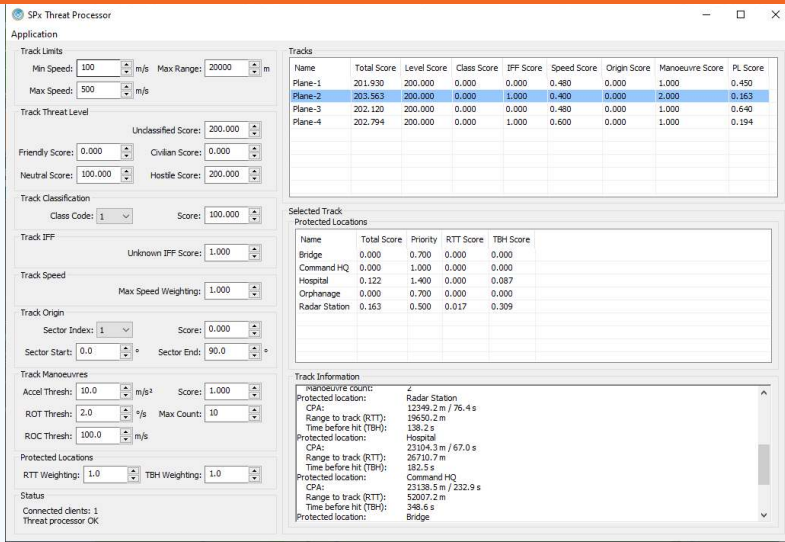 SPx Threat Processor
Application
Track Limits
Min Speed: 100 m/s Max Range: 20000 m
Max Speed: 500 m/s
Track Threat Level
Unclassified Score: 200.000
Friendly Score: 0.000 Civilian Score: 0.000
Neutral Score: 100.000 Hostile Score: 200.000
Track Classification
Class Code: 1 Score: 100.000
Track IFF
Unknown IFF Score: 1.000
Track Speed
Max Speed Weighting: 1.000
Track Origin
Sector Index: 1 Score: 0.000
Sector Start: 0.0 ° Sector End: 90.0 °
Track Manoeuvres
Accel Thresh: 10.0 m/s² Score: 1.000
ROT Thresh: 2.0 °/s Max Count: 10
ROC Thresh: 100.0 m/s
Protected Locations
RTT Weighting: 1.0 TBH Weighting: 1.0
Status
Connected clients: 1
Threat processor OK
Tracks
Name Total Score Level Score Class Score IFF Score Speed Score Origin Score Manoeuvre Score PL Score
Plane-1 201.930 200.000 0.000 0.000 0.480 0.000 1.000 0.450
Plane-2 203.563 200.000 0.000 1.000 0.400 0.000 2.000 0.163
Plane-3 202.120 200.000 0.000 0.000 0.480 0.000 1.000 0.640
Plane-4 202.794 200.000 0.000 1.000 0.600 0.000 1.000 0.194
Selected Track
Protected Locations
Name Total Score Priority RTT Score TBH Score
Bridge 0.000 0.700 0.000 0.000
Command HQ 0.000 1.000 0.000 0.000
Hospital 0.122 1.400 0.000 0.087
Orphanage 0.000 0.700 0.000 0.000
Radar Station 0.163 0.500 0.017 0.309
Track Information
Manoeuvre count: 2
Protected location: Radar Station
CPA: 12349.2 m / 76.4 s
Range to track (RTT): 19650.2 m
Time before hit (TBH): 138.2 s
Protected location: Hospital
CPA: 23104.3 m / 67.0 s
Range to track (RTT): 26710.7 m
Time before hit (TBH): 182.5 s
Protected location: Command HQ
CPA: 23138.5 m / 232.9 s
Range to track (RTT): 52007.2 m
Time before hit (TBH): 348.6 s
Protected location: Bridge